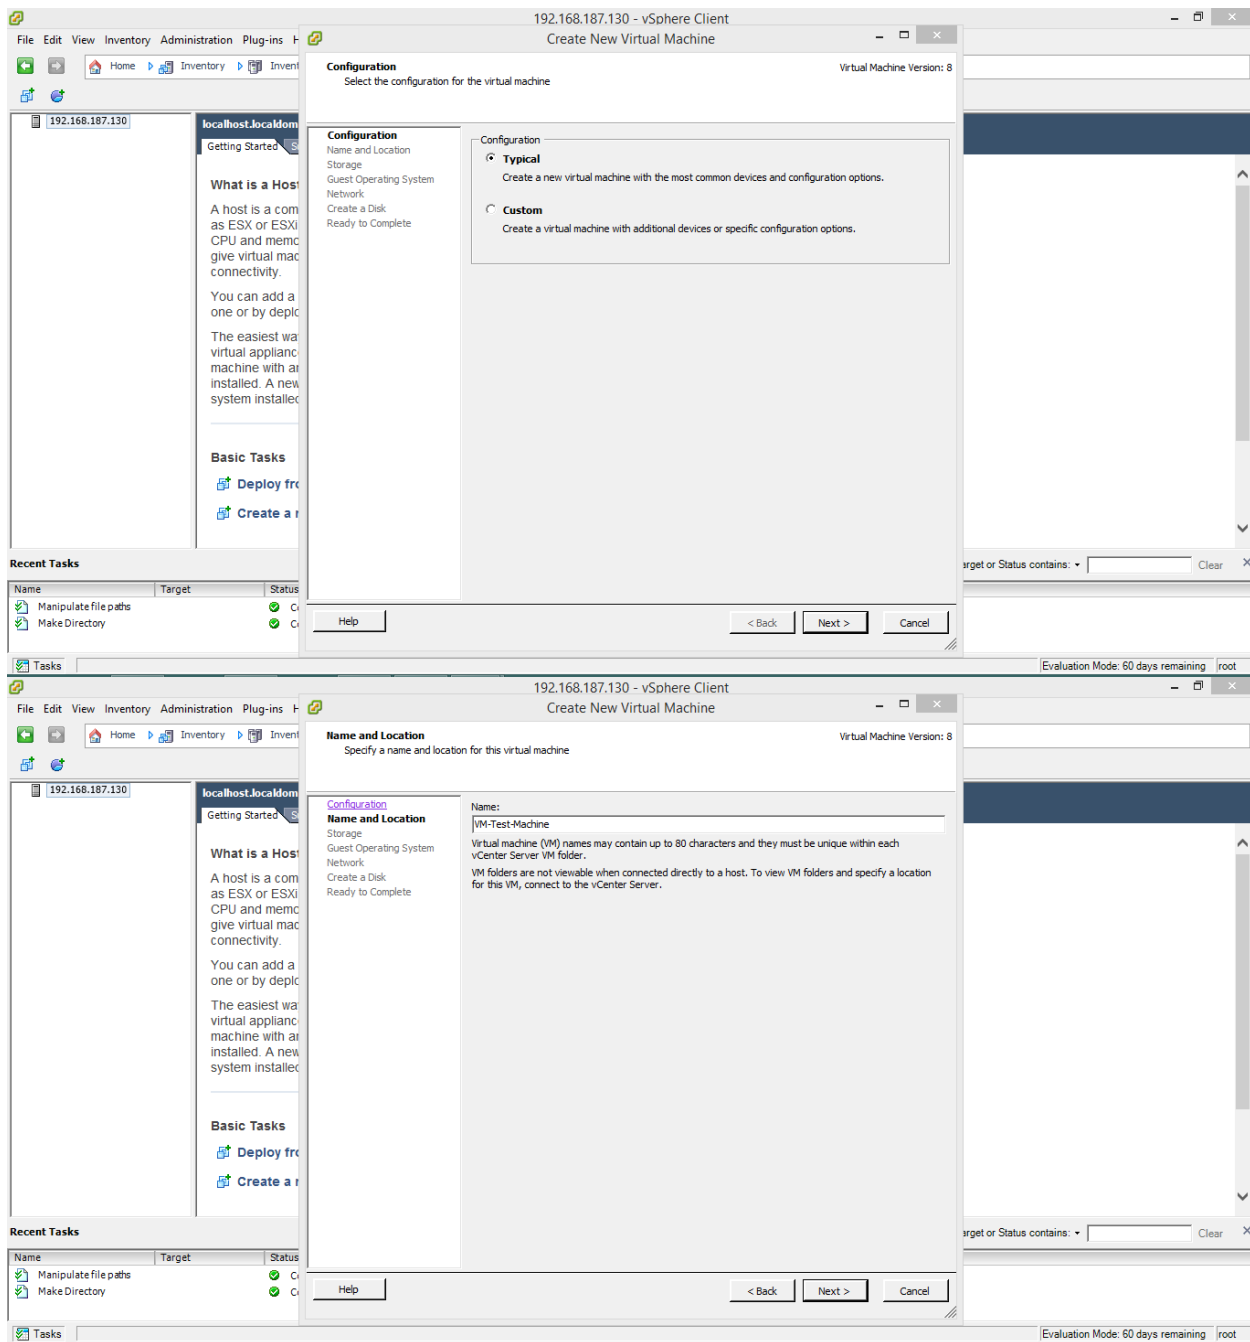 192.168.187.130 - vSphere Client
File Edit View Inventory Administration Plug-ins H
Create New Virtual Machine
Home Inventory Invent
Configuration
Virtual Machine Version: 8
Select the configuration for the virtual machine
192.168.187.130
localhost.localdom
Getting Started
What is a Host
A host is a com
as ESX or ESXi
CPU and memo
give virtual mac
connectivity.
You can add a
one or by deplo
The easiest wa
virtual applianc
machine with an
installed. A new
system installed
Basic Tasks
Deploy fro
Create a n
Configuration
Name and Location
Storage
Guest Operating System
Network
Create a Disk
Ready to Complete
Configuration
Typical
Create a new virtual machine with the most common devices and configuration options.
Custom
Create a virtual machine with additional devices or specific configuration options.
Recent Tasks
arget or Status contains: Clear
Name Target Status
Manipulate file paths
Make Directory
Help < Back Next > Cancel
Tasks
Evaluation Mode: 60 days remaining root
192.168.187.130 - vSphere Client
File Edit View Inventory Administration Plug-ins H
Create New Virtual Machine
Home Inventory Invent
Name and Location
Virtual Machine Version: 8
Specify a name and location for this virtual machine
192.168.187.130
localhost.localdom
Getting Started
What is a Host
A host is a com
as ESX or ESXi
CPU and memo
give virtual mac
connectivity.
You can add a
one or by deplo
The easiest wa
virtual applianc
machine with an
installed. A new
system installed
Basic Tasks
Deploy fro
Create a n
Configuration
Name and Location
Storage
Guest Operating System
Network
Create a Disk
Ready to Complete
Name:
VM-Test-Machine
Virtual machine (VM) names may contain up to 80 characters and they must be unique within each
vCenter Server VM folder.
VM folders are not viewable when connected directly to a host. To view VM folders and specify a location
for this VM, connect to the vCenter Server.
Recent Tasks
arget or Status contains: Clear
Name Target Status
Manipulate file paths
Make Directory
Help < Back Next > Cancel
Tasks
Evaluation Mode: 60 days remaining root